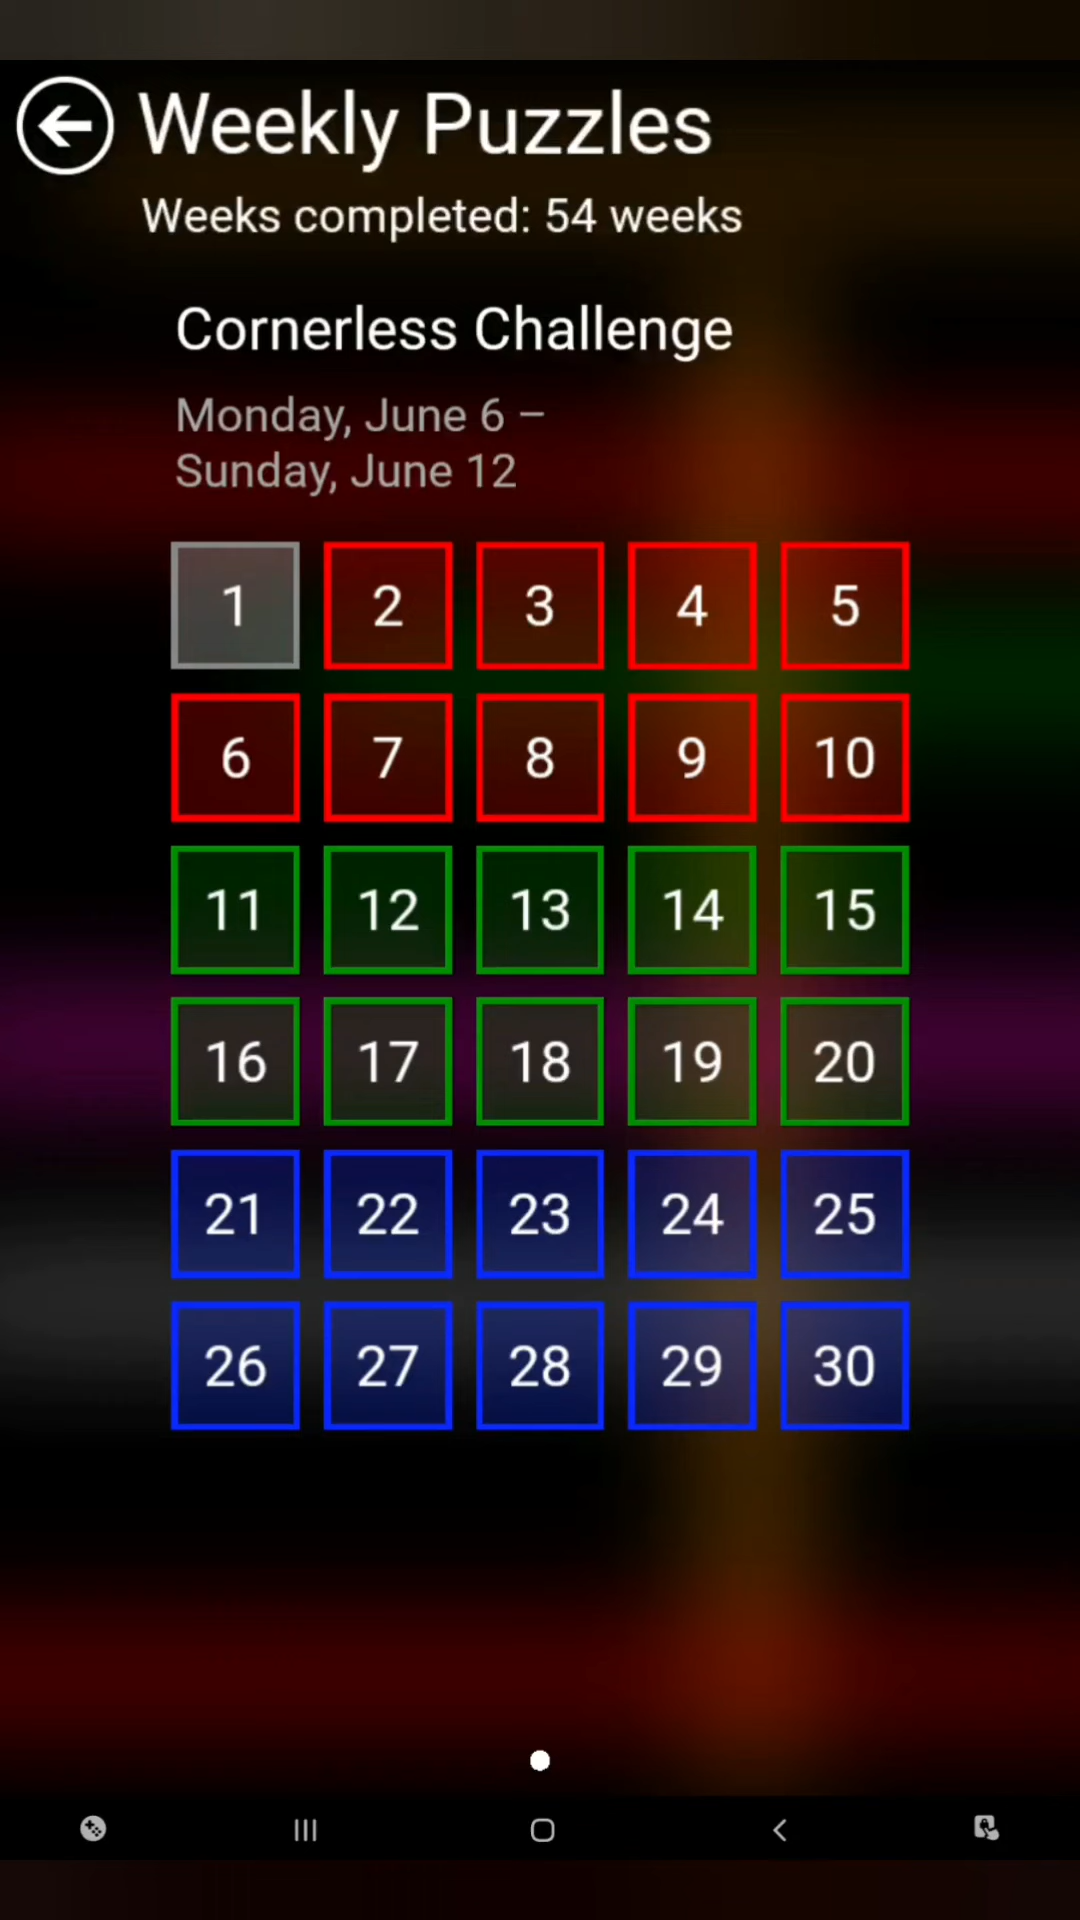 Weekly Puzzles
Weeks completed: 54 weeks
Cornerless Challenge
Monday, June 6 –
Sunday, June 12
1 2 3 4 5
6 7 8 9 10
11 12 13 14 15
16 17 18 19 20
21 22 23 24 25
26 27 28 29 30